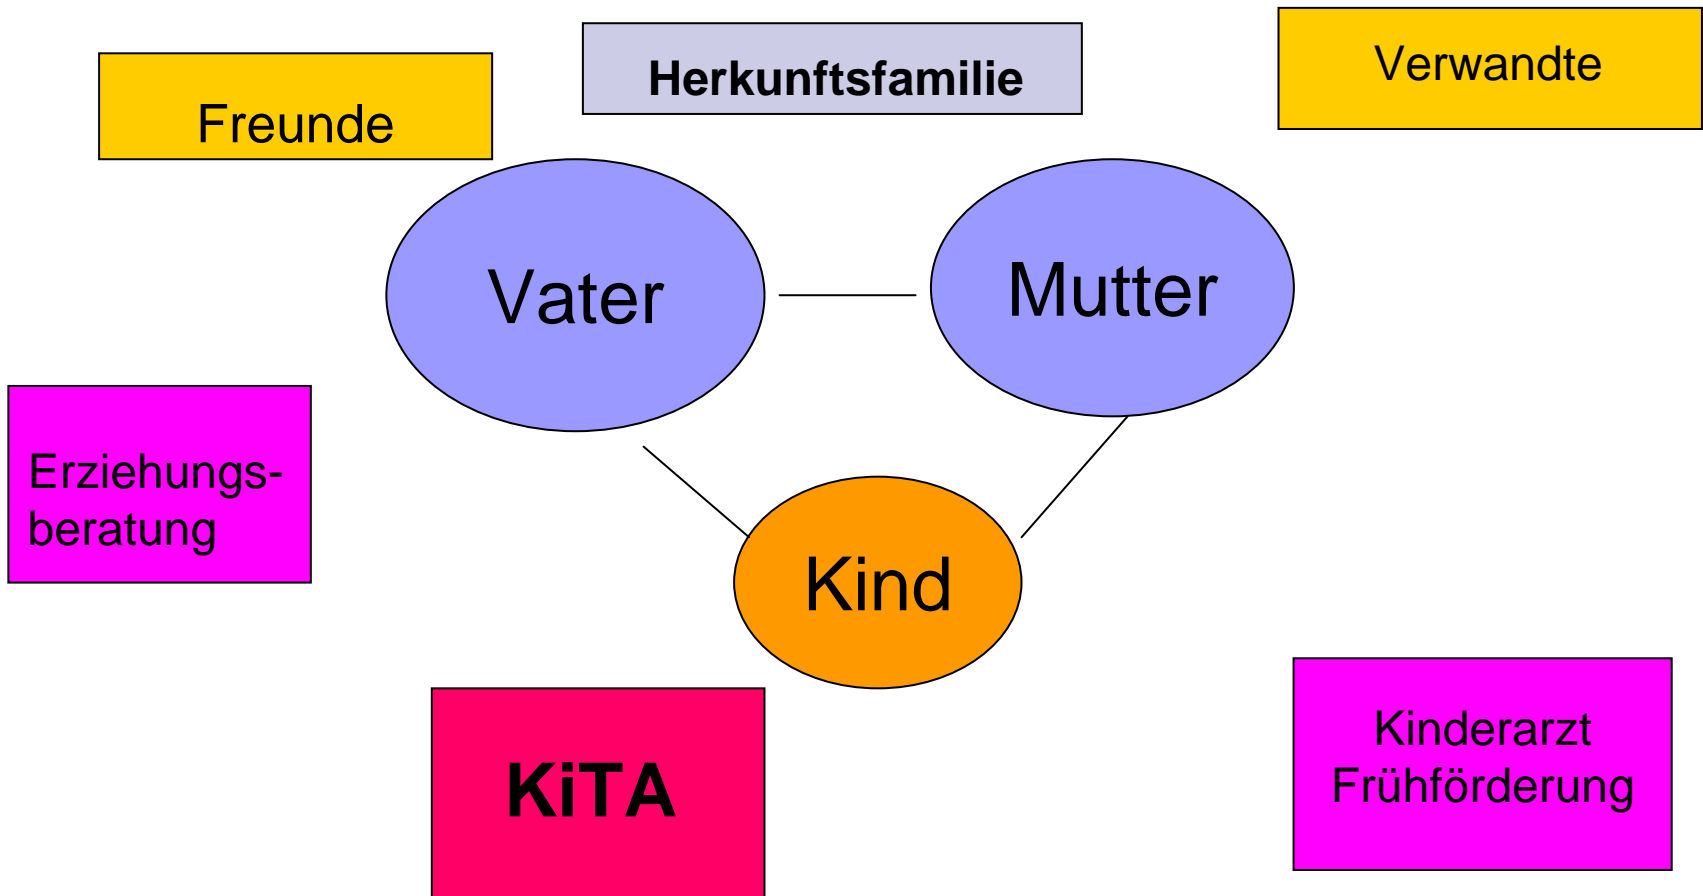 Freunde
Herkunftsfamilie
Verwandte
Vater
Mutter
Erziehungs-
beratung
Kind
KiTA
Kinderarzt
Frühförderung